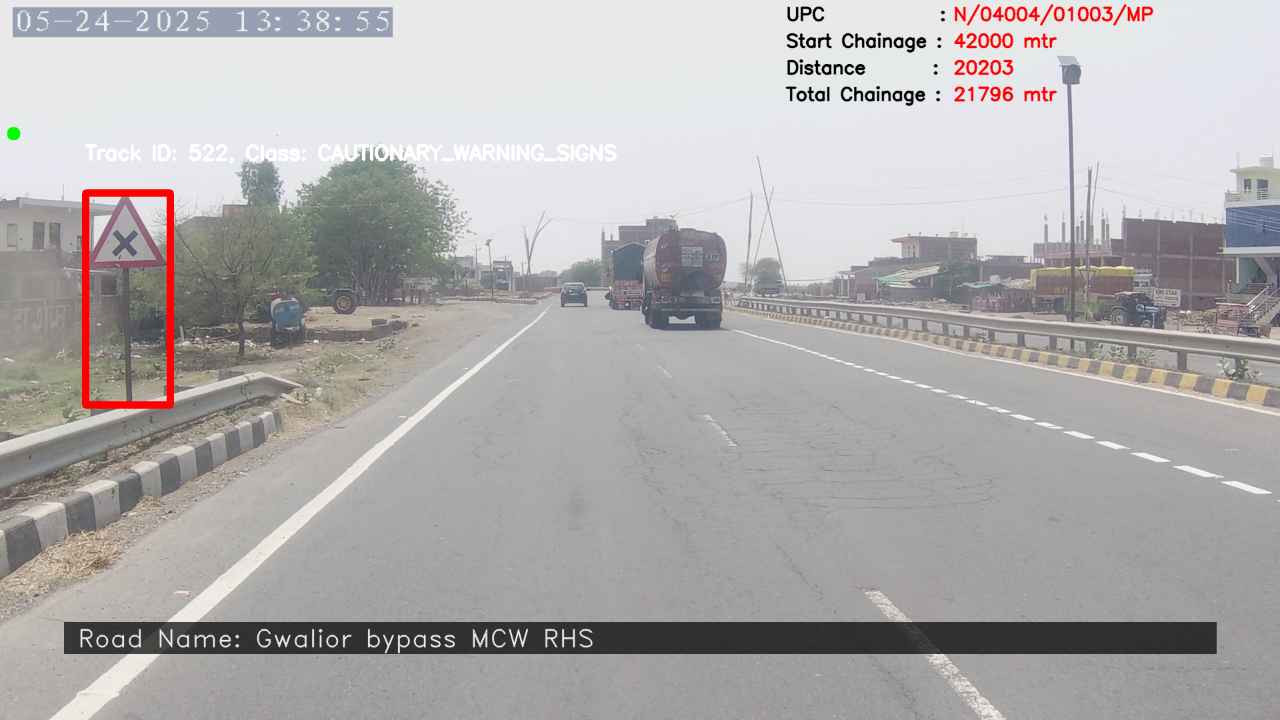 05-24-2025 13:38:55
UPC : N/04004/01003/MP
Start Chainage : 42000 mtr
Distance : 20203
Total Chainage : 21796 mtr
Track ID: 522, Class: CAUTIONARY_WARNING_SIGNS
Road Name: Gwalior bypass MCW RHS